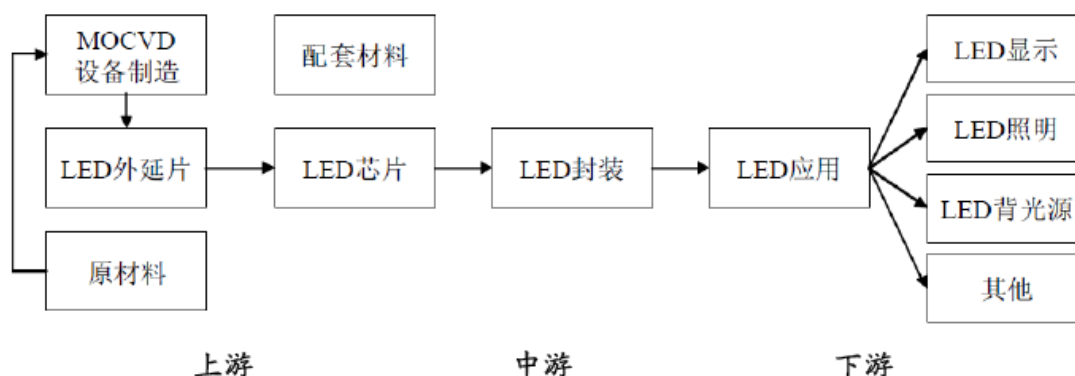 MOCVD
设备制造
配套材料
LED外延片
LED芯片
LED封装
LED应用
原材料
LED显示
LED照明
LED背光源
其他
上游
中游
下游